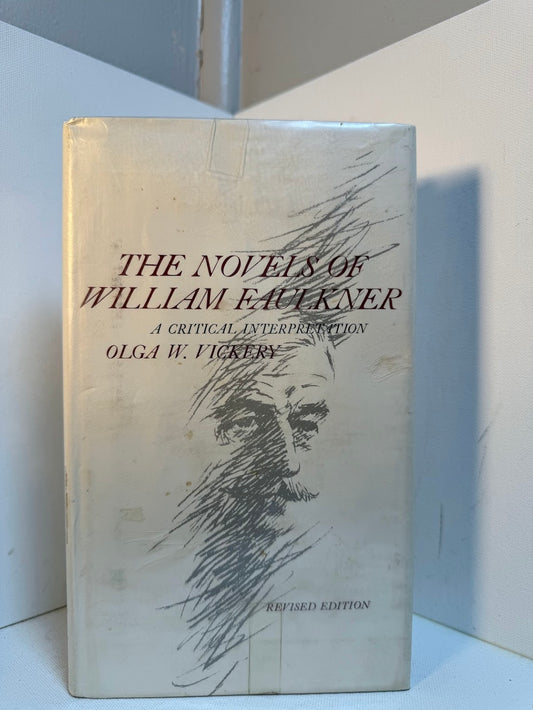 THE NOVELS OF
WILLIAM FAULKNER
A CRITICAL INTERPRETATION
OLGA W. VICKERY
REVISED EDITION